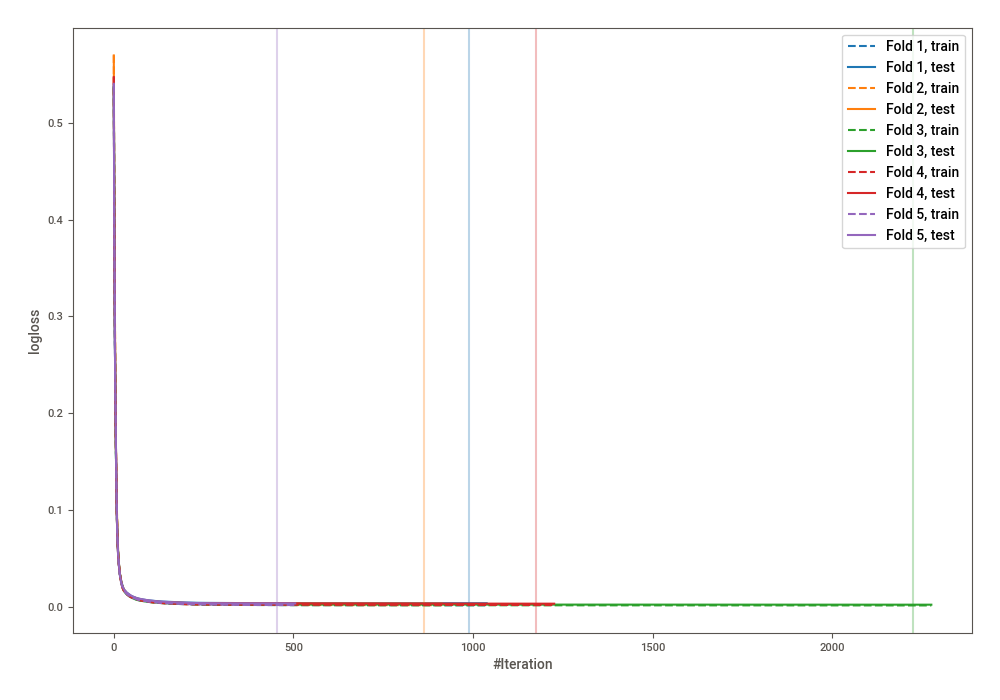 0.5
0.4
0.3
0.2
0.1
0.0
logloss
0
500
1000
1500
2000
#Iteration
Fold 1, train
Fold 1, test
Fold 2, train
Fold 2, test
Fold 3, train
Fold 3, test
Fold 4, train
Fold 4, test
Fold 5, train
Fold 5, test